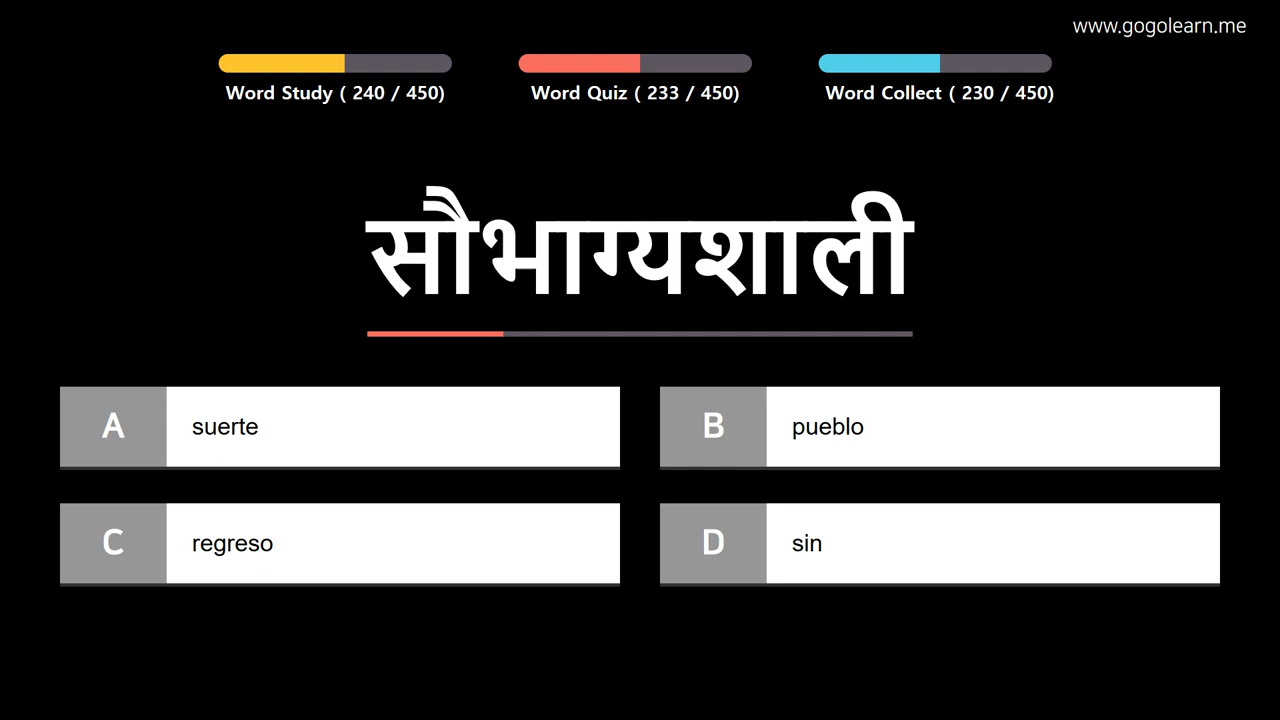 www.gogolearn.me
Word Study ( 240 / 450)
Word Quiz ( 233 / 450)
Word Collect ( 230 / 450)
सौभाग्यशाली
A suerte
B pueblo
C regreso
D sin